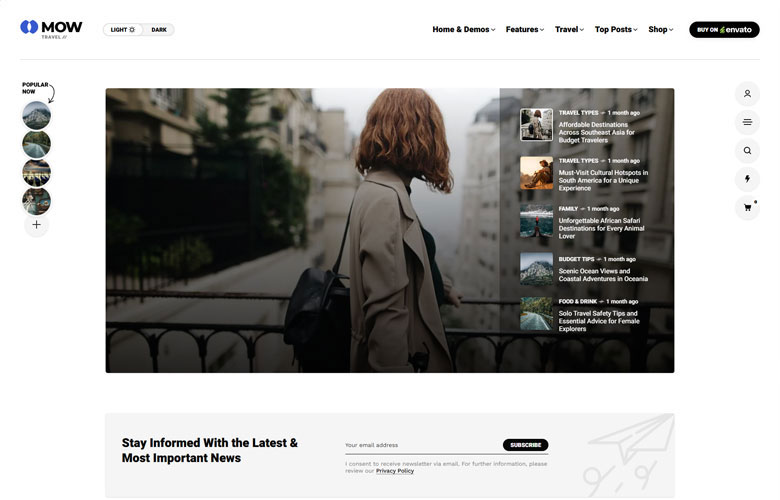 MOW
TRAVEL //
LIGHT
DARK
Home & Demos
Features
Travel
Top Posts
Shop
BUY ON envato
POPULAR
NOW
TRAVEL TYPES
1 month ago
Affordable Destinations
Across Southeast Asia for
Budget Travelers
TRAVEL TYPES
1 month ago
Must-Visit Cultural Hotspots in
South America for a Unique
Experience
FAMILY
1 month ago
Unforgettable African Safari
Destinations for Every Animal
Lover
BUDGET TIPS
1 month ago
Scenic Ocean Views and
Coastal Adventures in Oceania
FOOD & DRINK
1 month ago
Solo Travel Safety Tips and
Essential Advice for Female
Explorers
Stay Informed With the Latest &
Most Important News
Your email address
SUBSCRIBE
I consent to receive newsletter via email. For further information, please
review our Privacy Policy